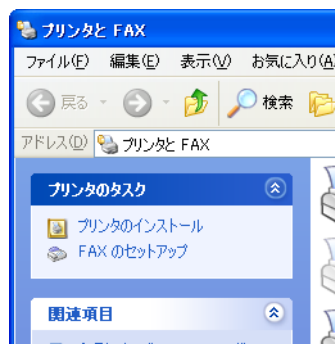 プリンタと FAX
ファイル(F) 編集(E) 表示(V) お気に入り(A)
戻る 検索
アドレス(D) プリンタと FAX
プリンタのタスク
プリンタのインストール
FAX のセットアップ
関連項目